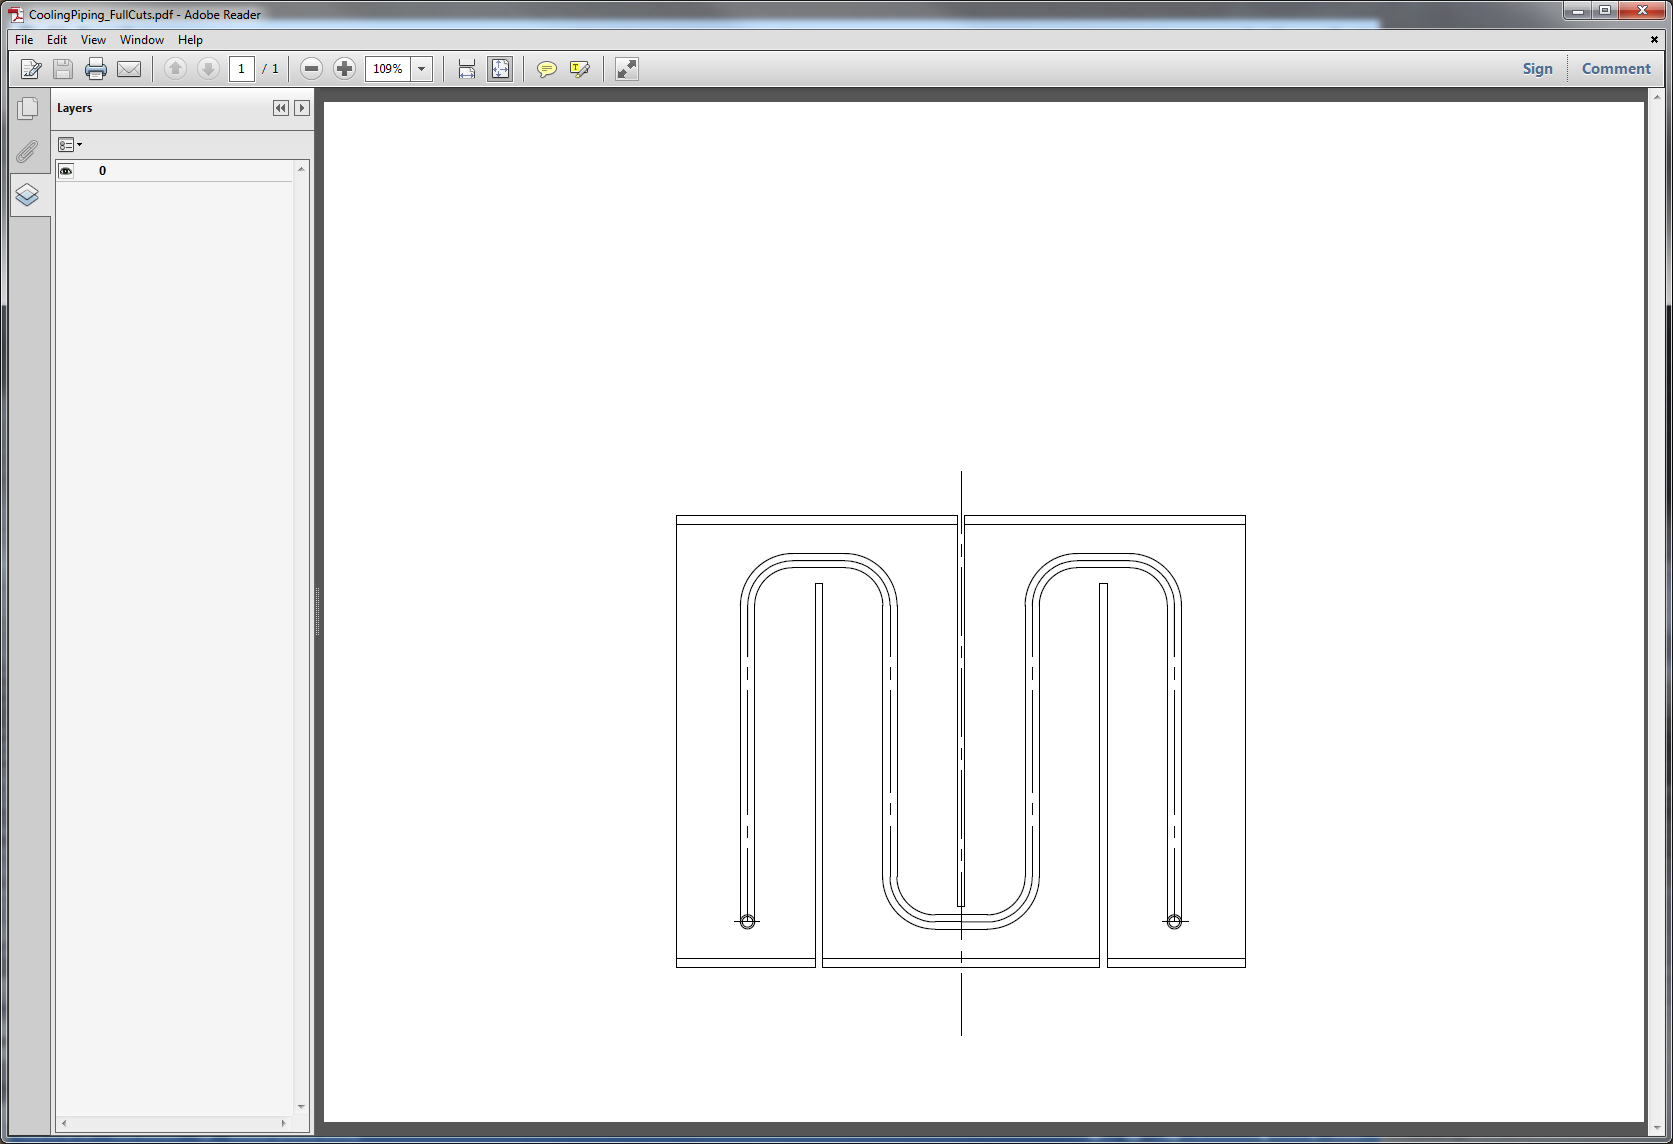 CoolingPiping_FullCuts.pdf - Adobe Reader
File Edit View Window Help
1 / 1 109% Sign Comment
Layers
0